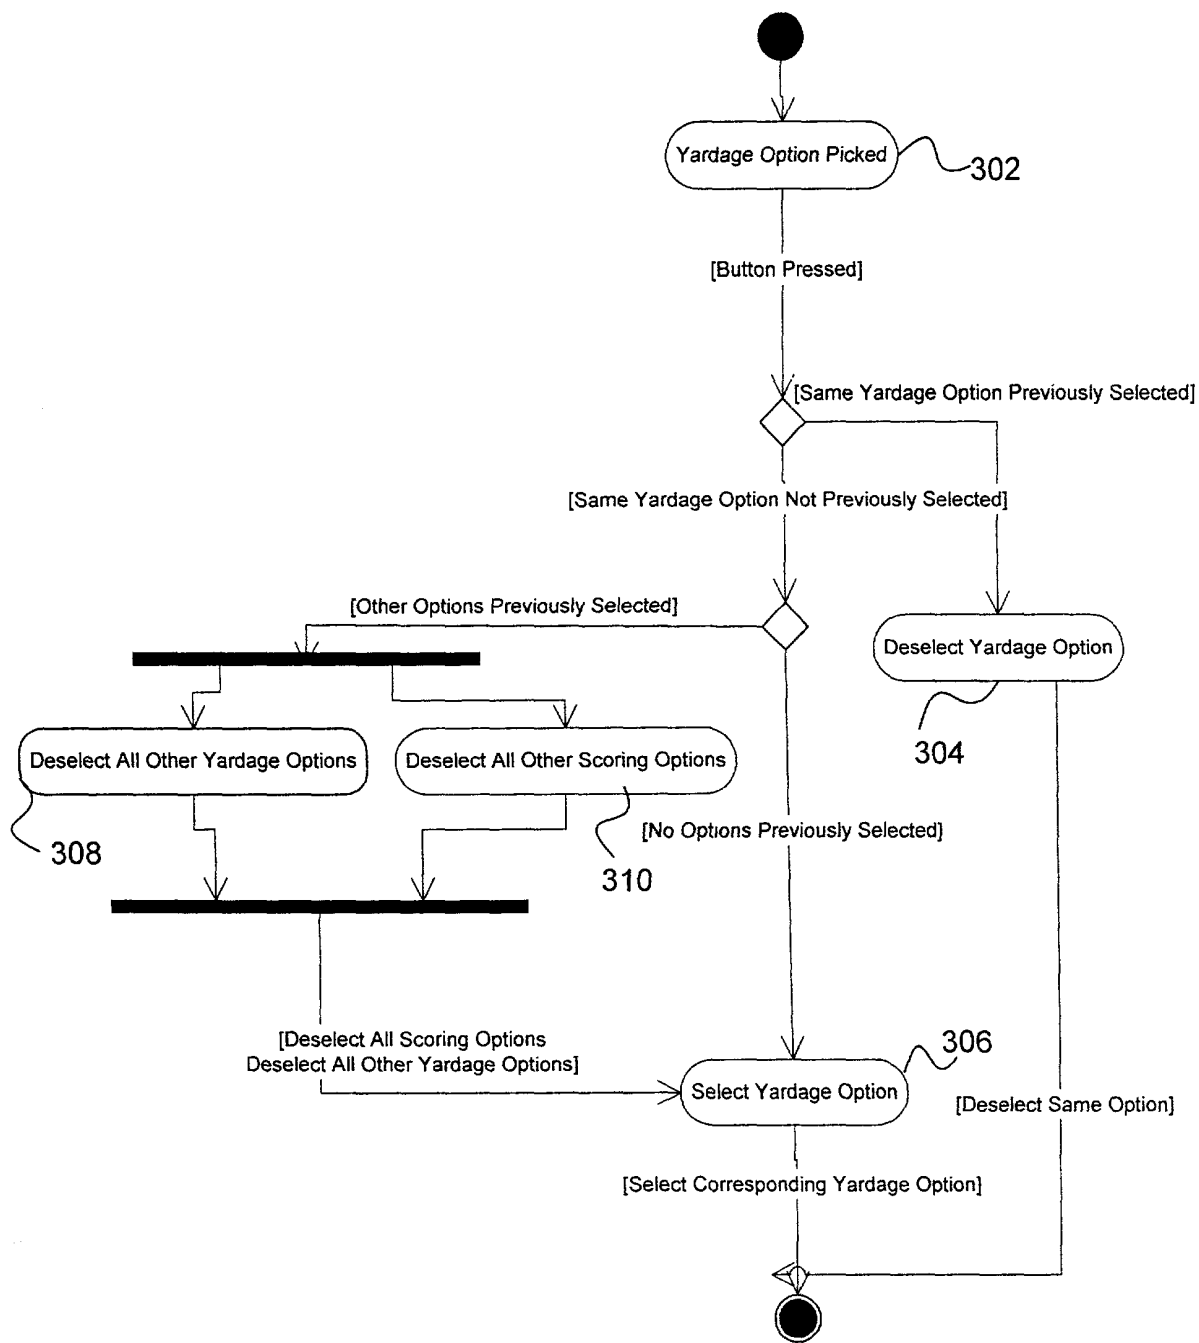 Yardage Option Picked
302
[Button Pressed]
[Same Yardage Option Previously Selected]
[Same Yardage Option Not Previously Selected]
[Other Options Previously Selected]
Deselect Yardage Option
304
Deselect All Other Yardage Options
Deselect All Other Scoring Options
308
310
[No Options Previously Selected]
[Deselect All Scoring Options
Deselect All Other Yardage Options]
306
Select Yardage Option
[Deselect Same Option]
[Select Corresponding Yardage Option]